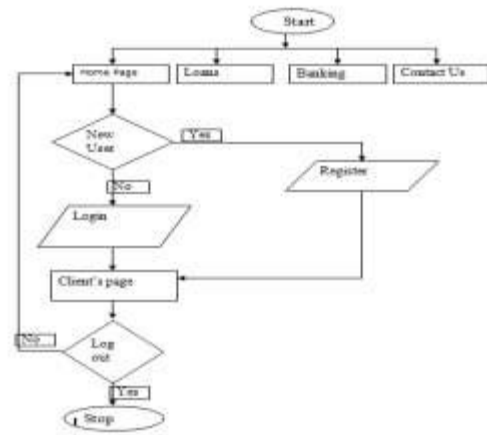 Start
Home Page
Loans
Banking
Contact Us
New
User
Yes
No
Register
Login
Client's page
No
Log
out
Yes
Stop